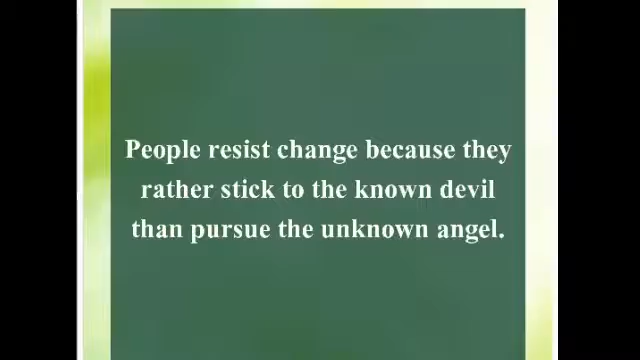 People resist change because they
rather stick to the known devil
than pursue the unknown angel.